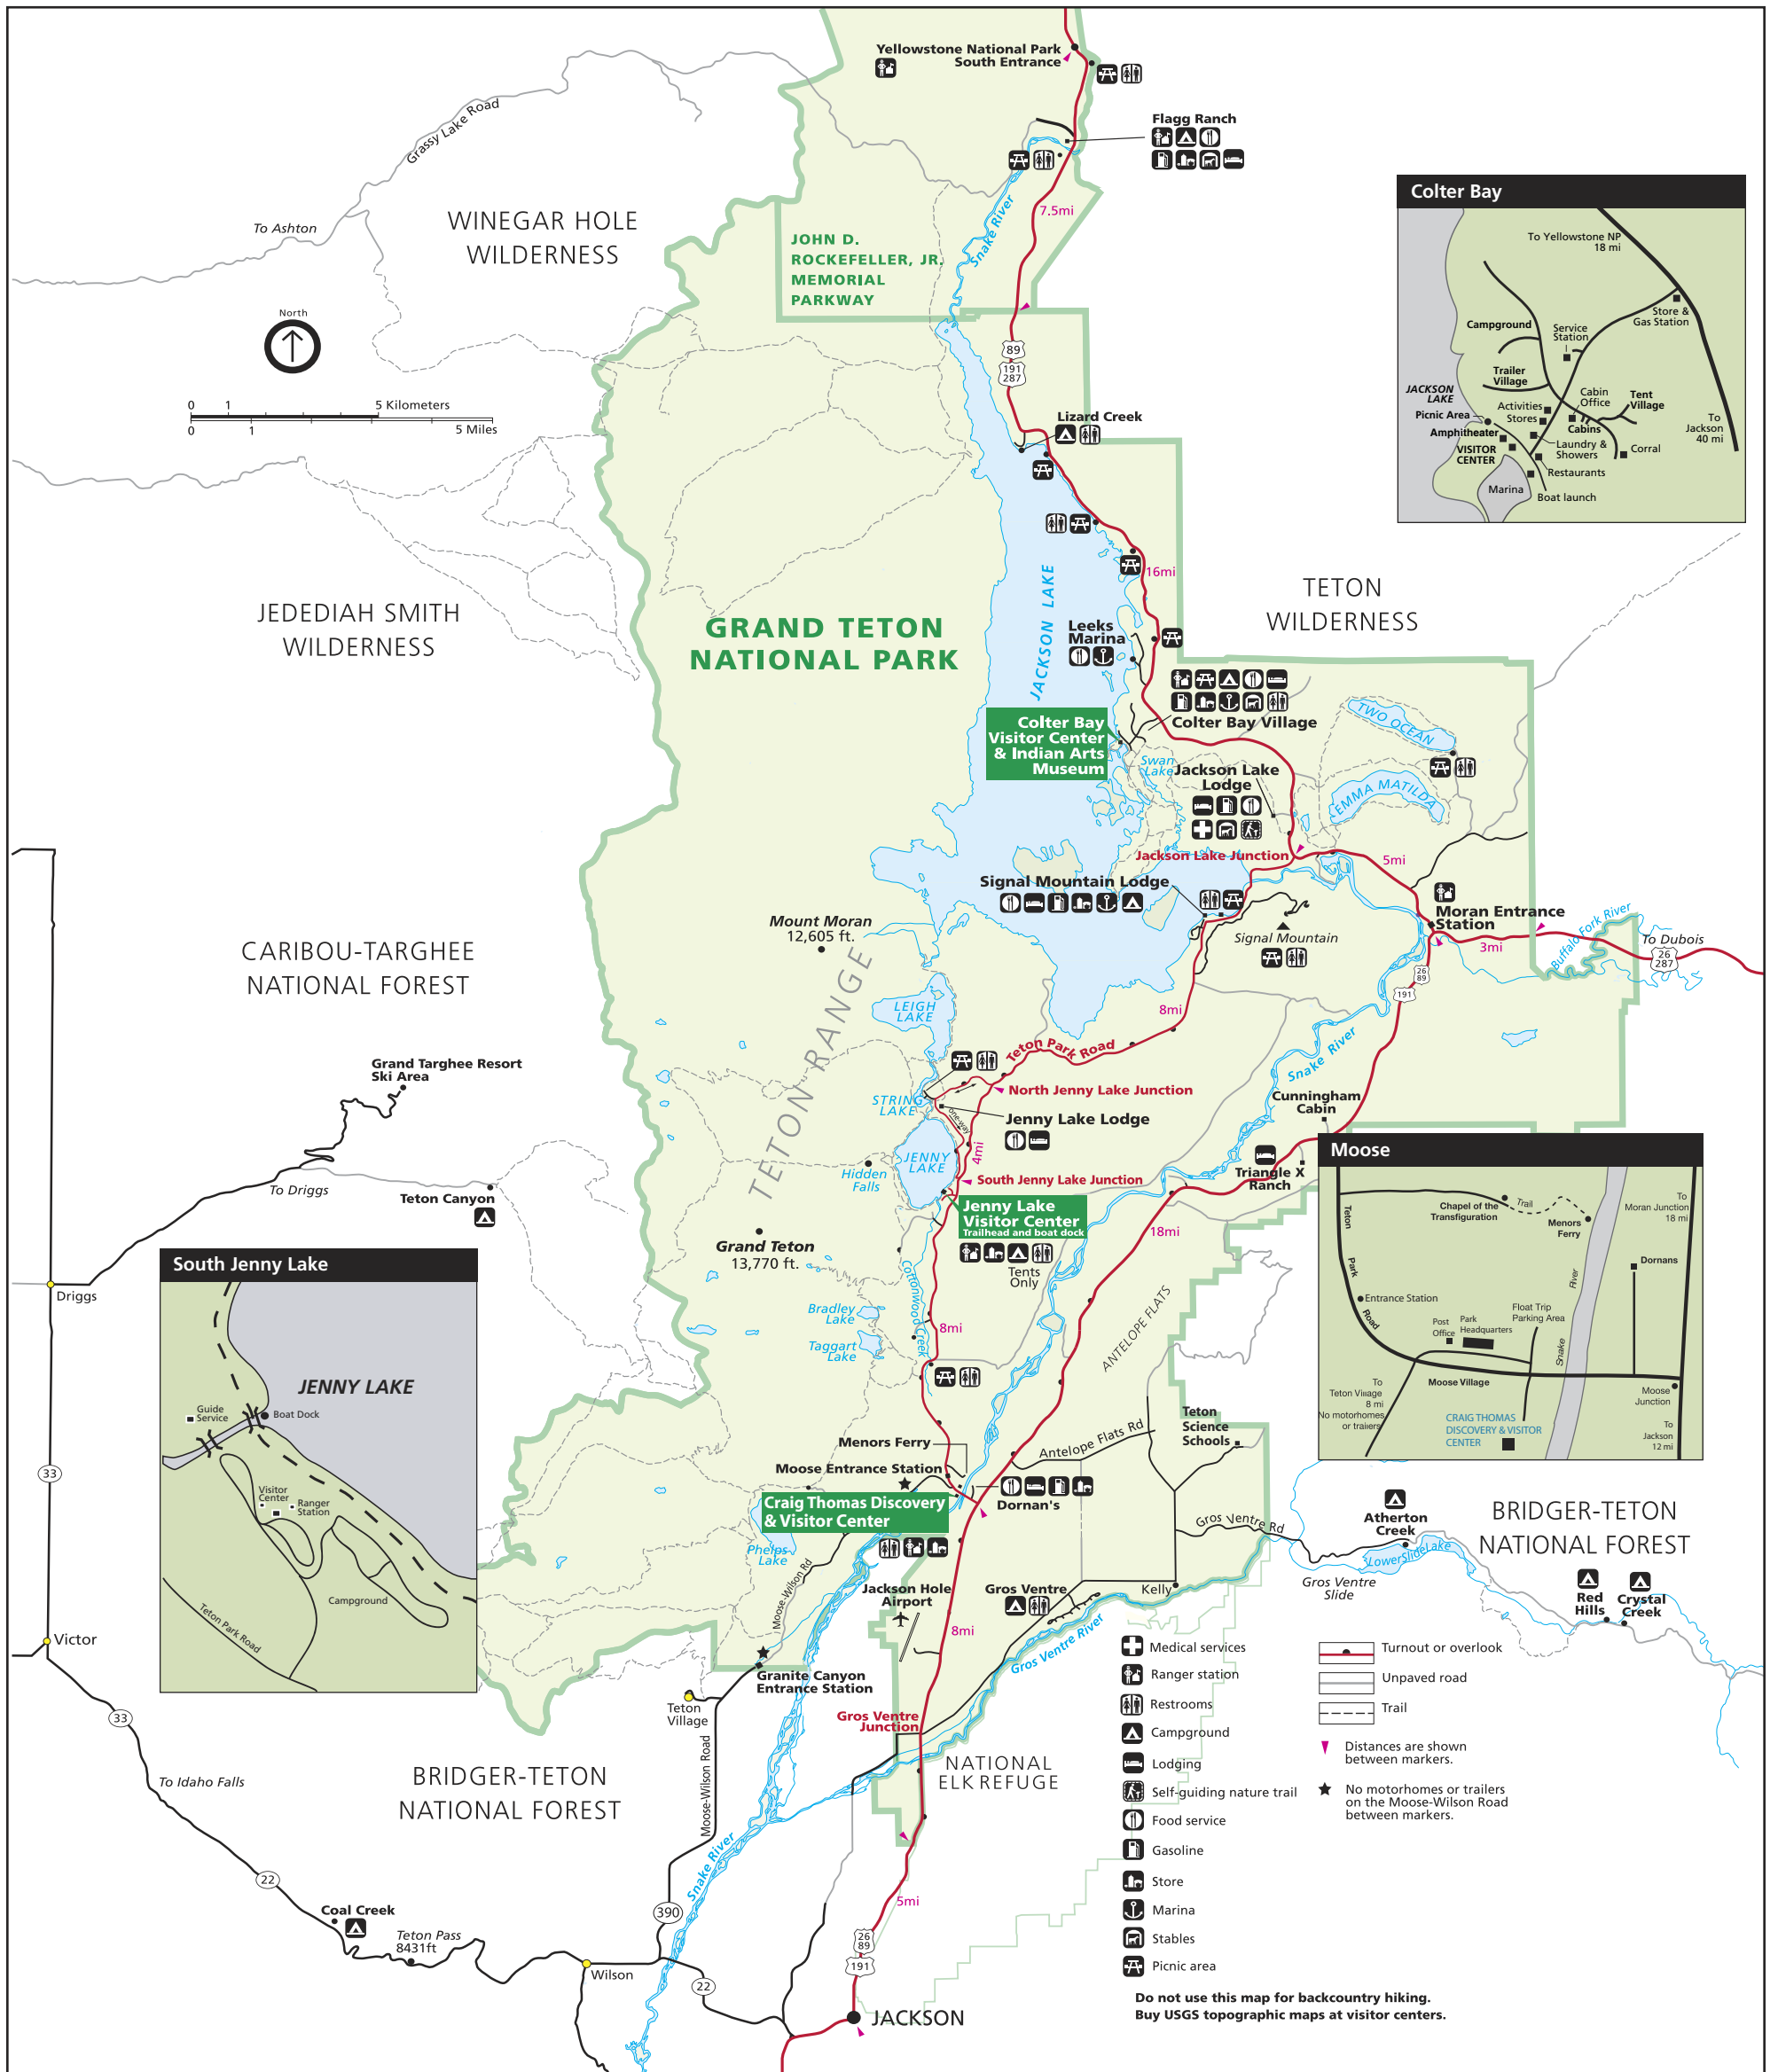 Yellowstone National Park
South Entrance
Flagg Ranch
Grassy Lake Road
To Ashton
WINEGAR HOLE
WILDERNESS
Snake River
7.5mi
JOHN D.
ROCKEFELLER, JR.
MEMORIAL
PARKWAY
North
0 1 5 Kilometers
0 1 5 Miles
89
191
287
Lizard Creek
Colter Bay
To Yellowstone NP
18 mi
Store &
Gas Station
Campground
Service
Station
Trailer
Village
JACKSON
LAKE
Cabin
Office
Tent
Village
Picnic Area
Activities
Stores
Cabins
To
Jackson
40 mi
Amphitheater
VISITOR
CENTER
Laundry &
Showers
Corral
Restaurants
Marina
Boat launch
16mi
TETON
WILDERNESS
JEDEDIAH SMITH
WILDERNESS
GRAND TETON
NATIONAL PARK
JACKSON LAKE
Leeks
Marina
Colter Bay Village
Colter Bay
Visitor Center
& Indian Arts
Museum
TWO OCEAN
Swan
Lake
Jackson Lake
Lodge
EMMA MATILDA
Jackson Lake Junction
5mi
Signal Mountain Lodge
Moran Entrance
Station
Signal Mountain
3mi
Buffalo Fork River
To Dubois
26
287
26
89
191
Mount Moran
12,605 ft.
CARIBOU-TARGHEE
NATIONAL FOREST
TETON RANGE
LEIGH
LAKE
8mi
Teton Park Road
Snake River
Grand Targhee Resort
Ski Area
North Jenny Lake Junction
STRING
LAKE
one-way
Jenny Lake Lodge
Cunningham
Cabin
4mi
JENNY
LAKE
Hidden
Falls
South Jenny Lake Junction
Triangle X
Ranch
To Driggs
Teton Canyon
Jenny Lake
Visitor Center
Trailhead and boat dock
Tents
Only
18mi
Grand Teton
13,770 ft.
Moose
Teton
Park
Road
Chapel of the
Transfiguration
Trail
Menors
Ferry
To
Moran Junction
18 mi
Dornans
River
Snake
Entrance Station
Float Trip
Parking Area
Post
Office
Park
Headquarters
Moose Village
To
Teton Village
8 mi
No motorhomes
or trailers
CRAIG THOMAS
DISCOVERY & VISITOR
CENTER
Moose
Junction
To
Jackson
12 mi
South Jenny Lake
JENNY LAKE
Guide
Service
Boat Dock
Visitor
Center
Ranger
Station
Campground
Teton Park Road
Driggs
33
Bradley
Lake
Taggart
Lake
Cottonwood Creek
8mi
ANTELOPE FLATS
Teton
Science
Schools
Antelope Flats Rd
Menors Ferry
Moose Entrance Station
Dornan's
Craig Thomas Discovery
& Visitor Center
Phelps
Lake
Moose-Wilson Rd
Gros Ventre Rd
Atherton
Creek
BRIDGER-TETON
NATIONAL FOREST
Lower Slide Lake
Gros Ventre
Slide
Red
Hills
Crystal
Creek
Jackson Hole
Airport
Gros Ventre
Kelly
8mi
Gros Ventre River
Victor
Granite Canyon
Entrance Station
Teton
Village
Gros Ventre
Junction
33
To Idaho Falls
BRIDGER-TETON
NATIONAL FOREST
Moose-Wilson Road
NATIONAL
ELK REFUGE
Snake River
5mi
22
390
Coal Creek
Teton Pass
8431ft
Wilson
22
26
89
191
JACKSON
Medical services
Ranger station
Restrooms
Campground
Lodging
Self-guiding nature trail
Food service
Gasoline
Store
Marina
Stables
Picnic area
Turnout or overlook
Unpaved road
Trail
Distances are shown
between markers.
No motorhomes or trailers
on the Moose-Wilson Road
between markers.
Do not use this map for backcountry hiking.
Buy USGS topographic maps at visitor centers.